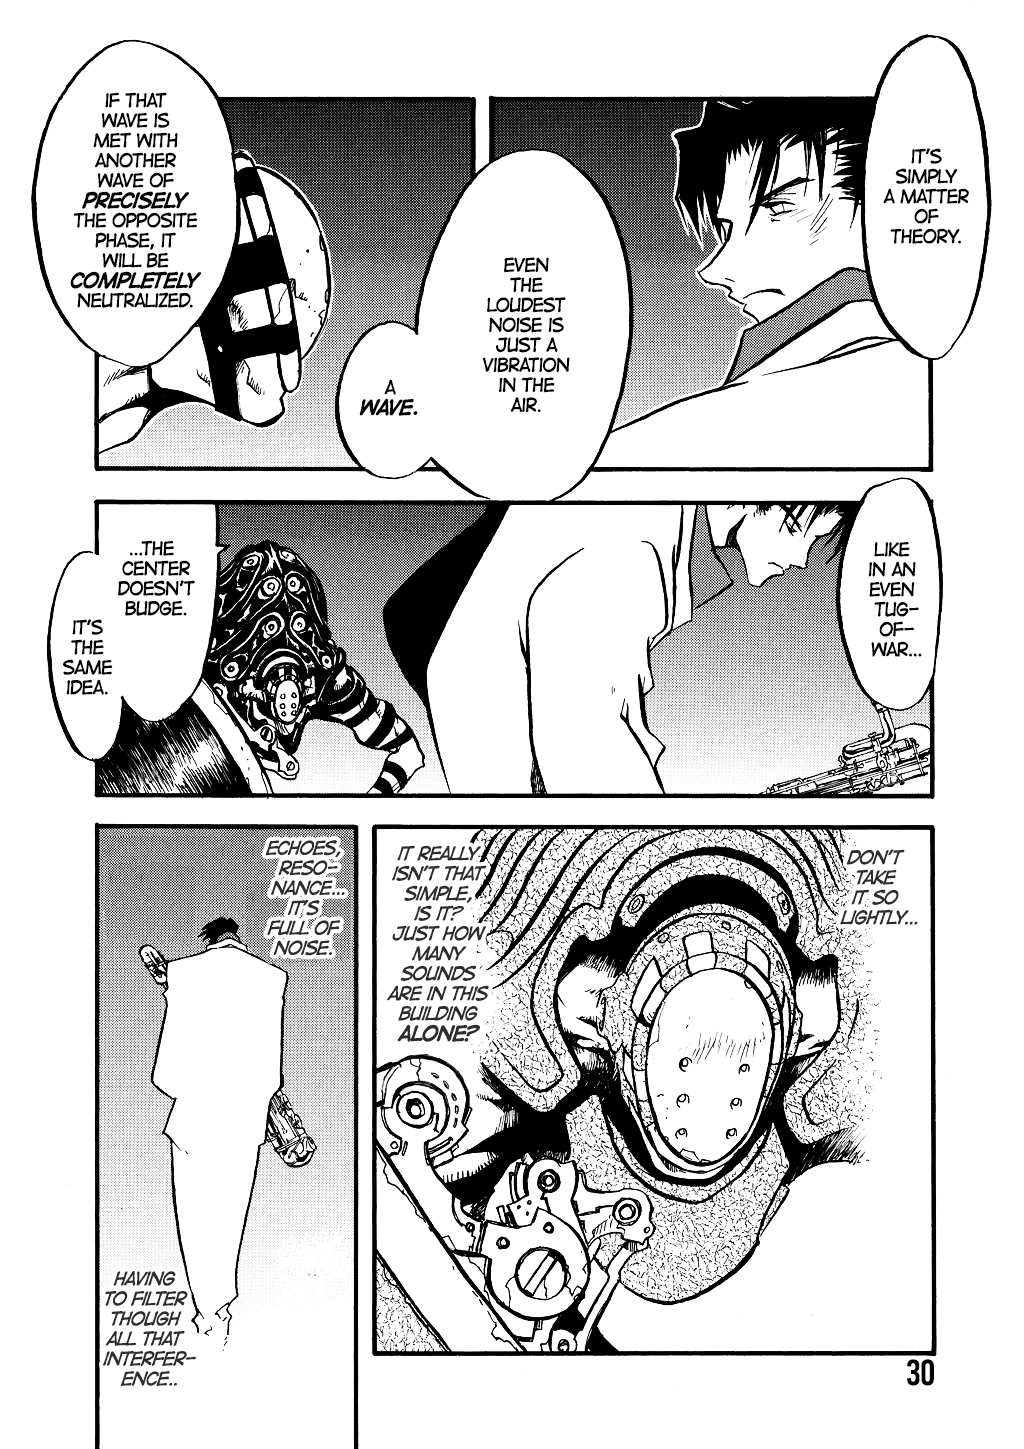 IT'S
SIMPLY
A MATTER
OF
THEORY.
EVEN
THE
LOUDEST
NOISE IS
JUST A
VIBRATION
IN THE
AIR.
A
WAVE.
IF THAT
WAVE IS
MET WITH
ANOTHER
WAVE OF
PRECISELY
THE OPPOSITE
PHASE, IT
WILL BE
COMPLETELY
NEUTRALIZED.
LIKE
IN AN
EVEN
TUG-
OF-
WAR...
...THE
CENTER
DOESN'T
BUDGE.
IT'S
THE
SAME
IDEA.
DON'T
TAKE
IT SO
LIGHTLY...
IT REALLY
ISN'T THAT
SIMPLE,
IS IT?
JUST HOW
MANY
SOUNDS
ARE IN THIS
BUILDING
ALONE?
ECHOES,
RESO-
NANCE...
IT'S
FULL OF
NOISE.
HAVING
TO FILTER
THOUGH
ALL THAT
INTERFER-
ENCE..
30